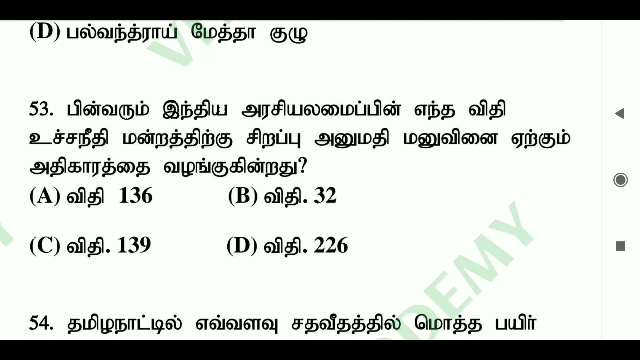 (D) பல்வந்த்ராய் மேத்தா குழு
53. பின்வரும் இந்திய அரசியலமைப்பின் எந்த விதி
உச்சநீதி மன்றத்திற்கு சிறப்பு அனுமதி மனுவினை ஏற்கும்
அதிகாரத்தை வழங்குகின்றது?
(A) விதி 136 (B) விதி. 32
(C) விதி. 139 (D) விதி. 226
54. தமிழநாட்டில் எவ்வளவு சதவீதத்தில் மொத்த பயிர்